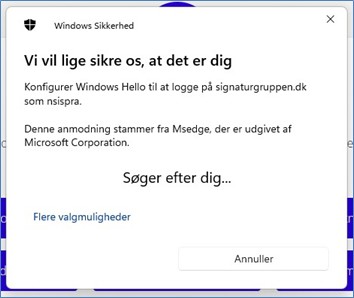 Windows Sikkerhed
Vi vil lige sikre os, at det er dig
Konfigurer Windows Hello til at logge på signaturgruppen.dk
som nsispra.
Denne anmodning stammer fra Msedge, der er udgivet af
Microsoft Corporation.
Søger efter dig...
Flere valgmuligheder
Annuller